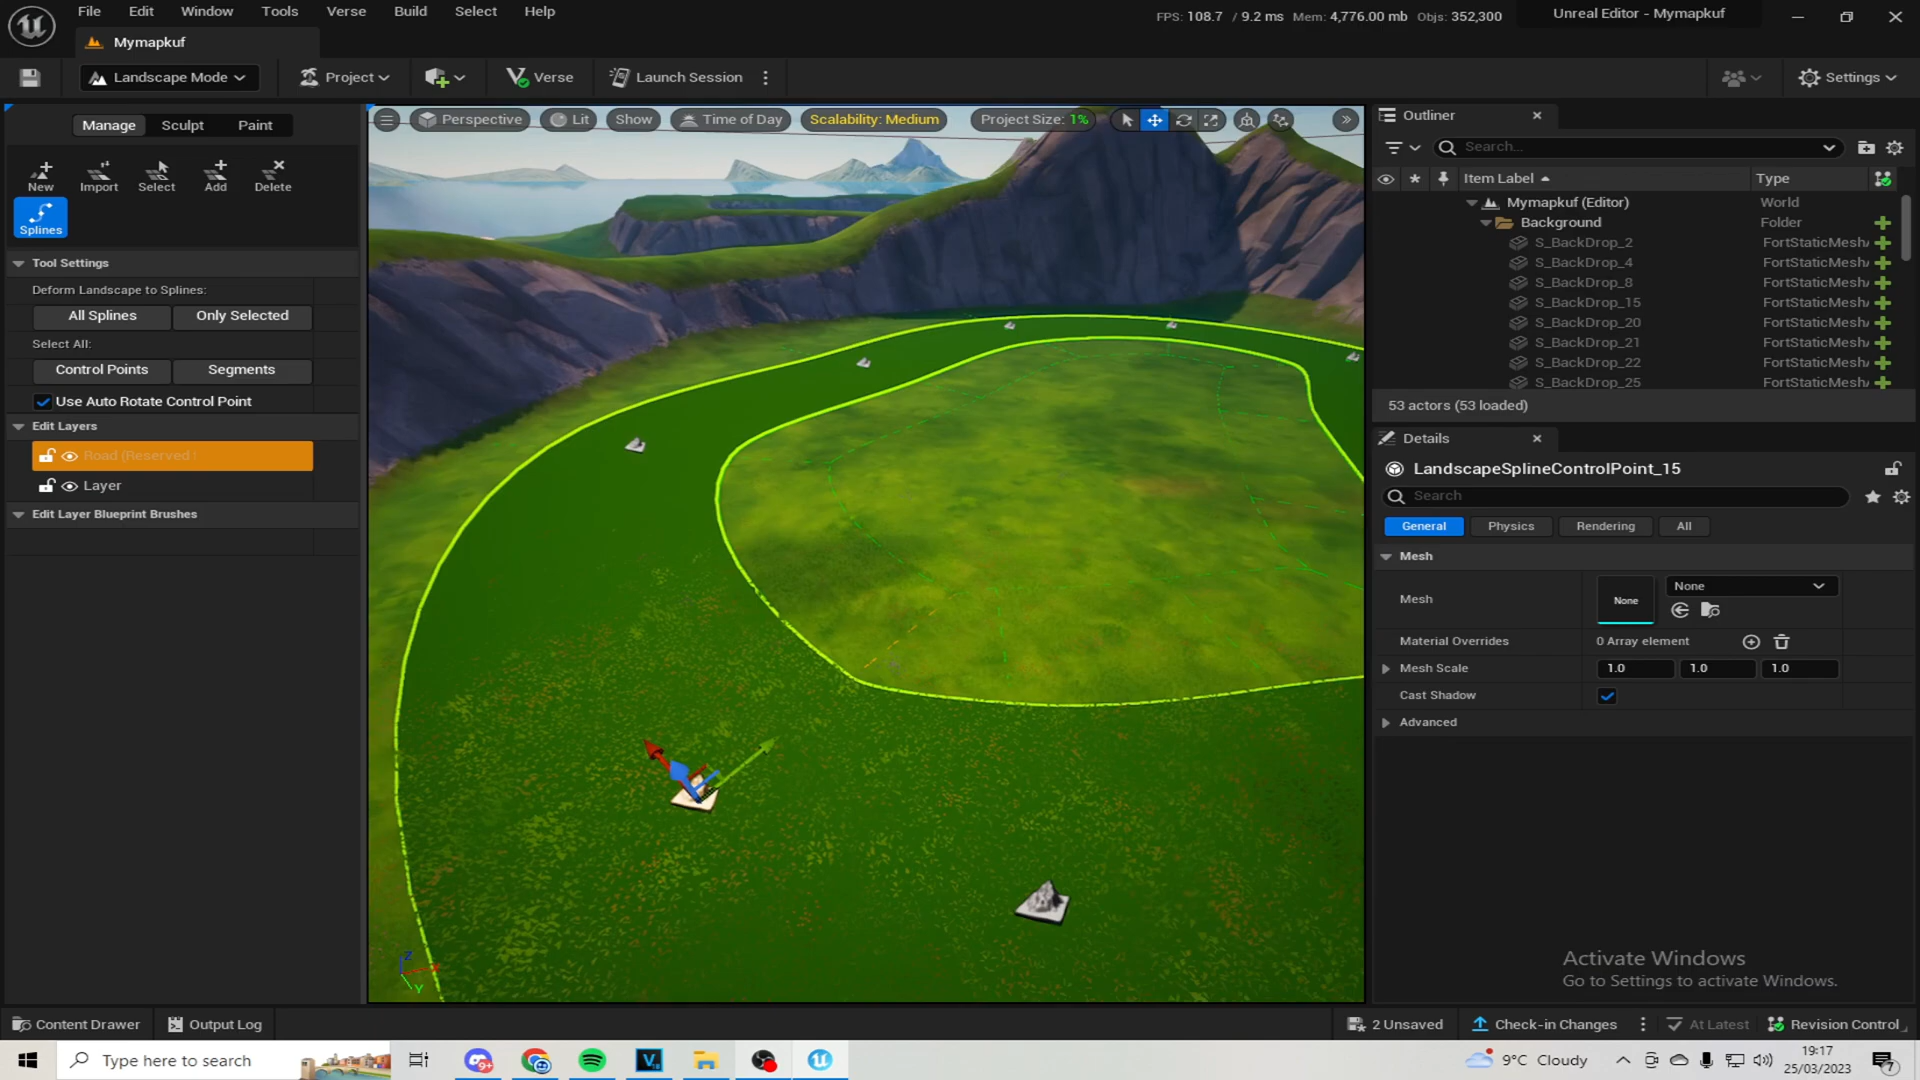 File Edit Window Tools Verse Build Select Help
FPS: 108.7 / 9.2 ms Mem: 4,776.00 mb Objs: 352,300
Unreal Editor - Mymapkuf
Mymapkuf
Landscape Mode
Project
Verse
Launch Session
Settings
Manage Sculpt Paint
New Import Select Add Delete
Splines
Tool Settings
Deform Landscape to Splines:
All Splines Only Selected
Select All:
Control Points Segments
Use Auto Rotate Control Point
Edit Layers
Road (Reserved f
Layer
Edit Layer Blueprint Brushes
Perspective Lit Show Time of Day Scalability: Medium Project Size: 1%
Z
X
Y
Outliner
Search...
Item Label Type
Mymapkuf (Editor) World
Background Folder
S_BackDrop_2 FortStaticMesh
S_BackDrop_4 FortStaticMesh
S_BackDrop_8 FortStaticMesh
S_BackDrop_15 FortStaticMesh
S_BackDrop_20 FortStaticMesh
S_BackDrop_21 FortStaticMesh
S_BackDrop_22 FortStaticMesh
S_BackDrop_25 FortStaticMesh
53 actors (53 loaded)
Details
LandscapeSplineControlPoint_15
Search
General Physics Rendering All
Mesh
Mesh None None
Material Overrides 0 Array element
Mesh Scale 1.0 1.0 1.0
Cast Shadow
Advanced
Activate Windows
Go to Settings to activate Windows.
Content Drawer Output Log
2 Unsaved Check-in Changes At Latest Revision Control
Type here to search
9+
9°C Cloudy
19:17
25/03/2023
7